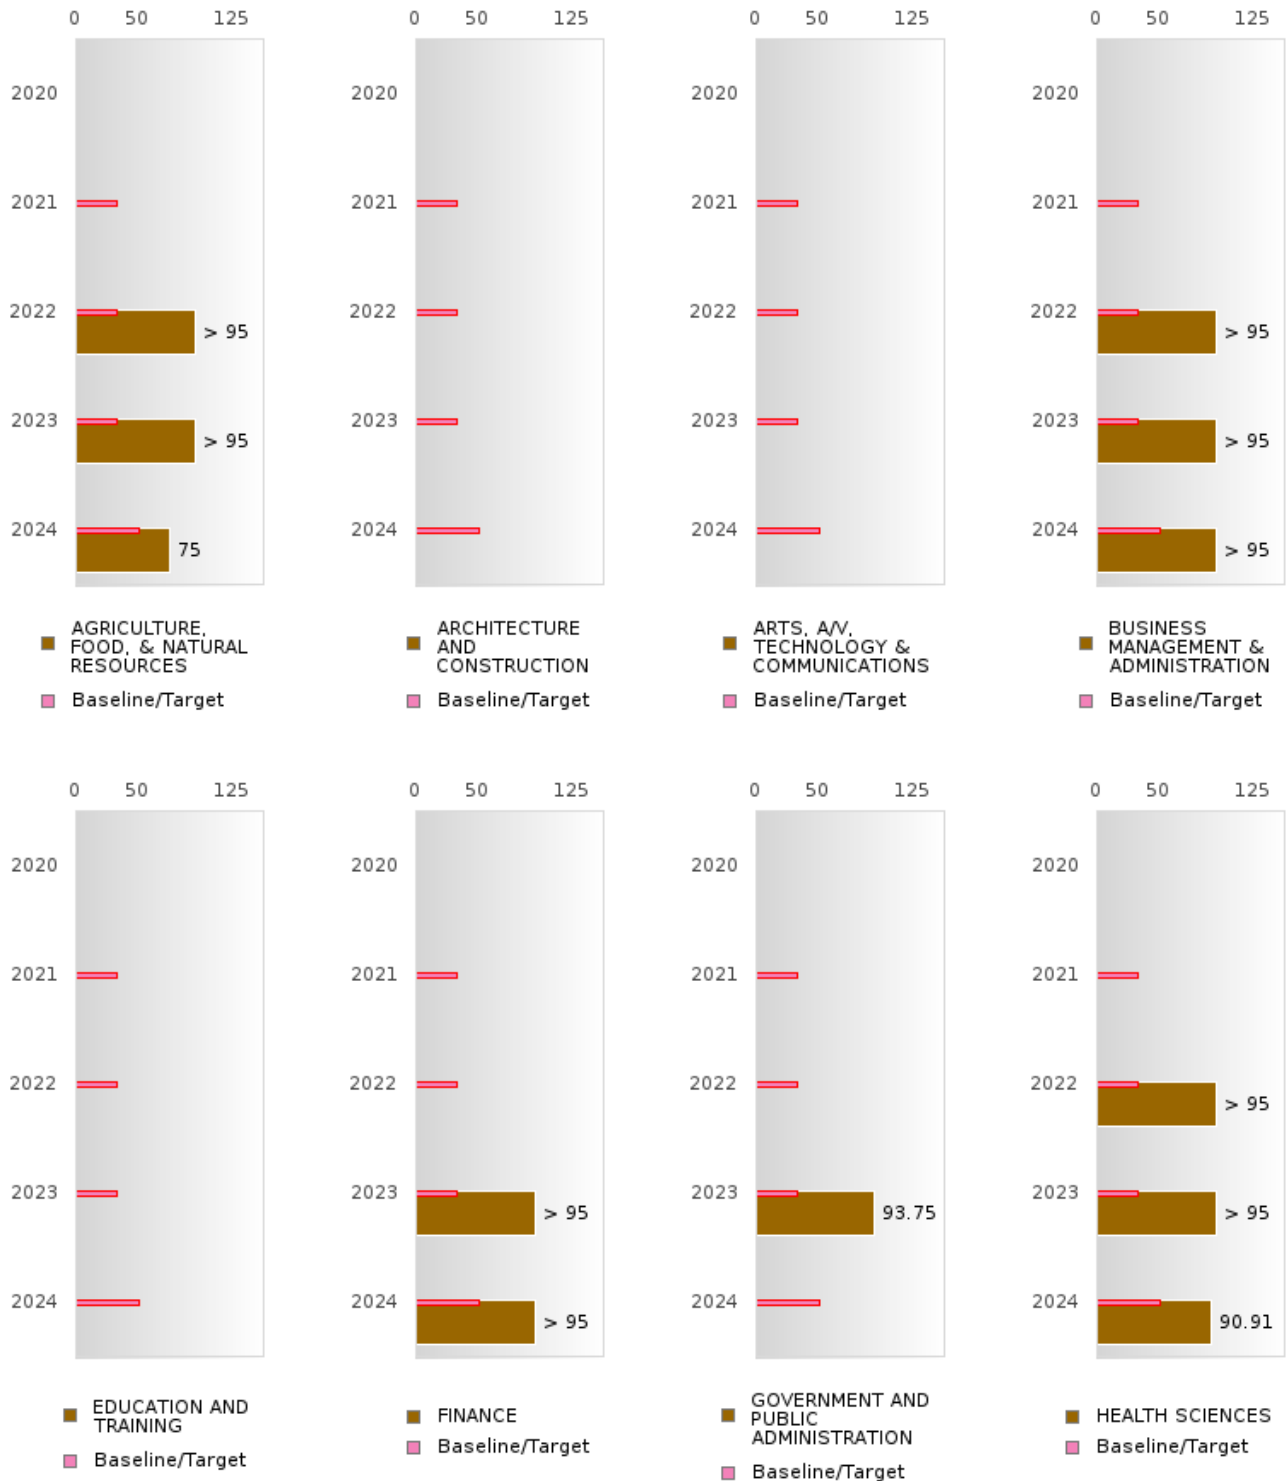 0 50 125
2020
2021
2022
> 95
2023
> 95
2024
75
AGRICULTURE,
FOOD, & NATURAL
RESOURCES
Baseline/Target
0 50 125
2020
2021
2022
2023
2024
ARCHITECTURE
AND
CONSTRUCTION
Baseline/Target
0 50 125
2020
2021
2022
2023
2024
ARTS, A/V,
TECHNOLOGY &
COMMUNICATIONS
Baseline/Target
0 50 125
2020
2021
2022
> 95
2023
> 95
2024
> 95
BUSINESS
MANAGEMENT &
ADMINISTRATION
Baseline/Target
0 50 125
2020
2021
2022
2023
2024
EDUCATION AND
TRAINING
Baseline/Target
0 50 125
2020
2021
2022
2023
> 95
2024
> 95
FINANCE
Baseline/Target
0 50 125
2020
2021
2022
2023
93.75
2024
GOVERNMENT AND
PUBLIC
ADMINISTRATION
Baseline/Target
0 50 125
2020
2021
2022
> 95
2023
> 95
2024
90.91
HEALTH SCIENCES
Baseline/Target